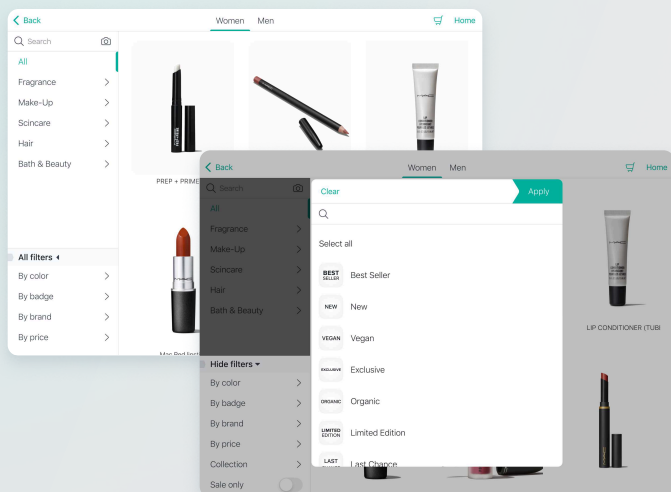 Back
Women Men
Home
Search
All
Fragrance
Make-Up
Scincare
Hair
Bath & Beauty
All filters
By color
By badge
By brand
By price
PREP + PRIME
Back
Women Men
Home
Search
All
Fragrance
Make-Up
Scincare
Hair
Bath & Beauty
Hide filters
By color
By badge
By brand
By price
Collection
Sale only
Clear
Apply
Select all
BEST
SELLER
Best Seller
NEW
New
VEGAN
Vegan
EXCLUSIVE
Exclusive
ORGANIC
Organic
LIMITED
EDITION
Limited Edition
LAST
Last Chance
LIP CONDITIONER (TUBI